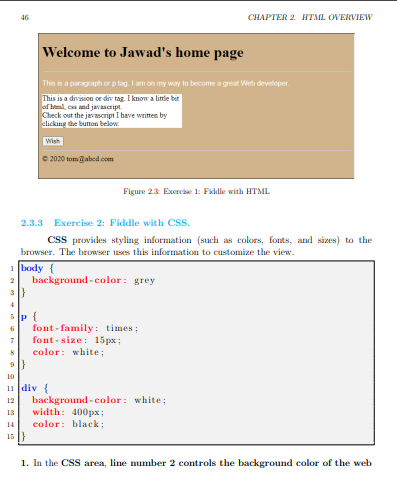 46
CHAPTER 2. HTML OVERVIEW
Welcome to Jawad's home page
This is a paragraph or p tag. I am on my way to become a great Web developer.
This is a division or div tag. I know a little bit
of html, css and javascript.
Check out the javascript I have written by
clicking the button below.
Wish
© 2020 tom@abcd.com
Figure 2.3: Exercise 1: Fiddle with HTML
2.3.3 Exercise 2: Fiddle with CSS.
CSS provides styling information (such as colors, fonts, and sizes) to the
browser. The browser uses this information to customize the view.
1 body {
2 background-color: grey
3 }
4
5 p {
6 font-family: times;
7 font-size: 15px;
8 color: white;
9 }
10
11 div {
12 background-color: white;
13 width: 400px;
14 color: black;
15 }
1. In the CSS area, line number 2 controls the background color of the web